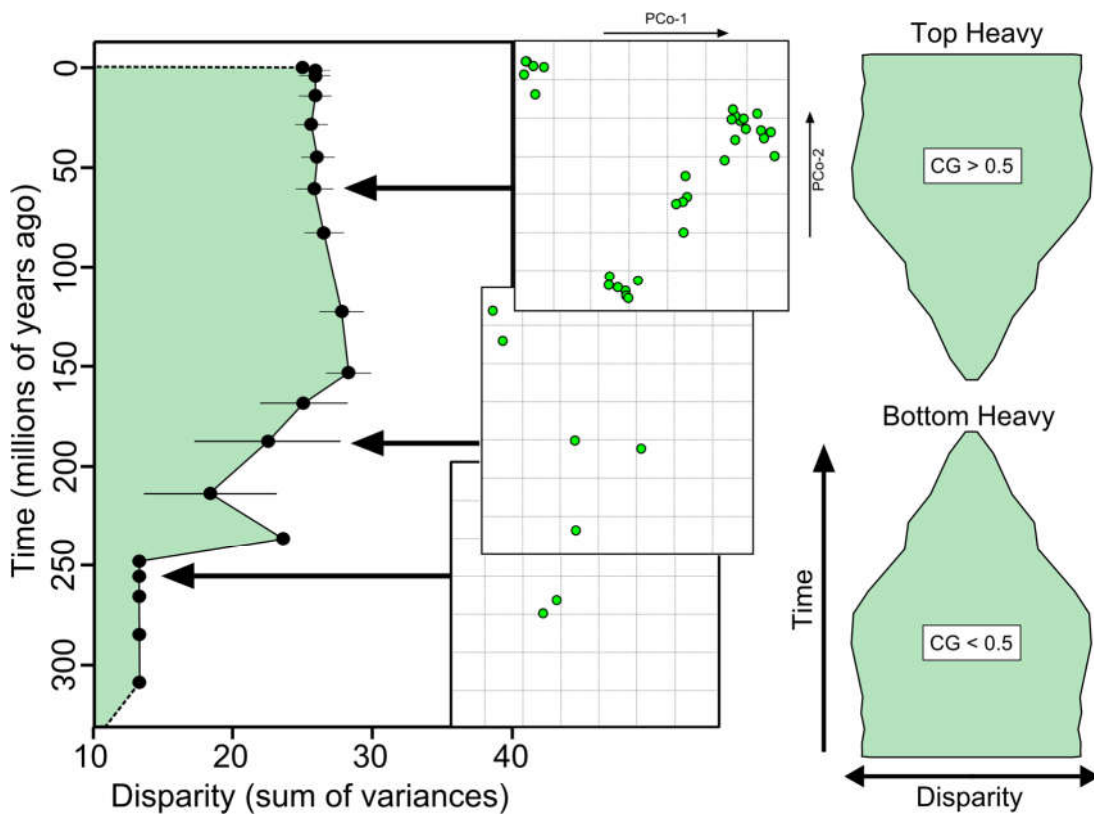 PCo-1
PCo-2
Time (millions of years ago)
0
50
100
150
200
250
300
10
20
30
40
Disparity (sum of variances)
Top Heavy
CG > 0.5
Bottom Heavy
CG < 0.5
Time
Disparity